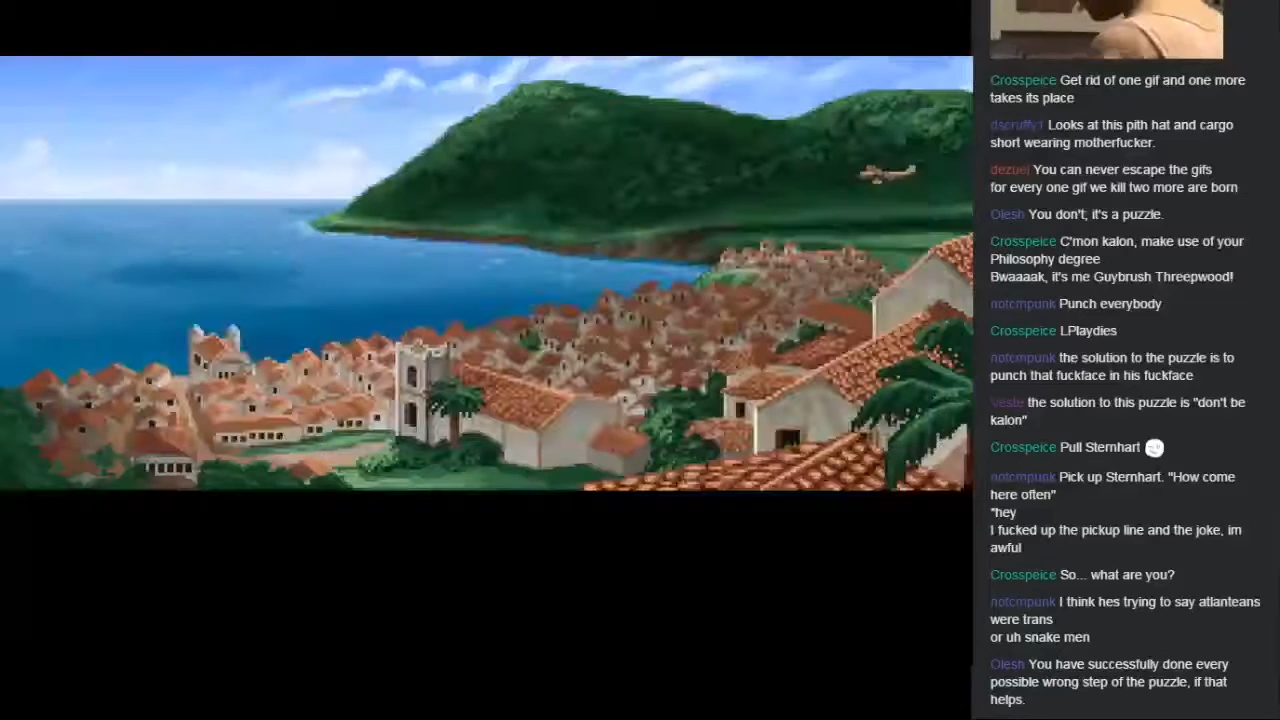 Crosspeice Get rid of one gif and one more
takes its place
dscruffy1 Looks at this pith hat and cargo
short wearing motherfucker.
dezuel You can never escape the gifs
for every one gif we kill two more are born
Olesh You don't; it's a puzzle.
Crosspeice C'mon kalon, make use of your
Philosophy degree
Bwaaaak, it's me Guybrush Threepwood!
notcmpunk Punch everybody
Crosspeice LPlaydies
notcmpunk the solution to the puzzle is to
punch that fuckface in his fuckface
Veste the solution to this puzzle is "don't be
kalon"
Crosspeice Pull Sternhart
notcmpunk Pick up Sternhart. "How come
here often"
"hey
I fucked up the pickup line and the joke, im
awful
Crosspeice So... what are you?
notcmpunk I think hes trying to say atlanteans
were trans
or uh snake men
Olesh You have successfully done every
possible wrong step of the puzzle, if that
helps.